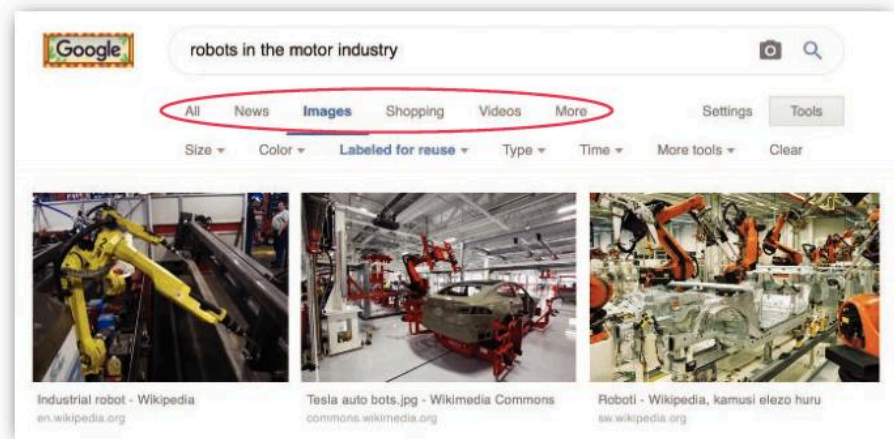 Google
robots in the motor industry
All News Images Shopping Videos More Settings Tools
Size Color Labeled for reuse Type Time More tools Clear
Industrial robot - Wikipedia Tesla auto bots.jpg - Wikimedia Commons Roboti - Wikipedia, kamusi elezo huru
en.wikipedia.org commons.wikimedia.org sw.wikipedia.org